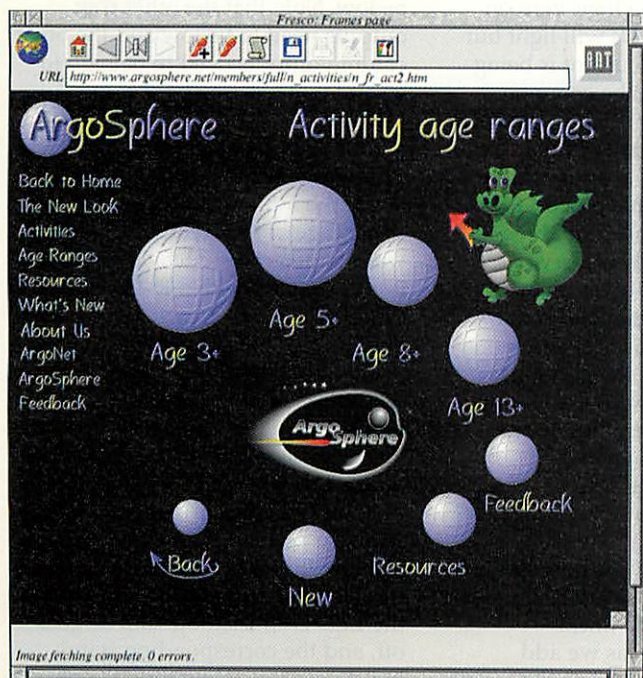 Fresco: Frames page
ANT
URL http://www.argosphere.net/members/full/n_activities/n_fr_act2.htm
ArgoSphere
Activity age ranges
Back to Home
The New Look
Activities
Age Ranges
Resources
What's New
About Us
ArgoNet
ArgoSphere
Feedback
Age 3+
Age 5+
Age 8+
Age 13+
Argo
Sphere
Feedback
Resources
New
Back
Image fetching complete. 0 errors.